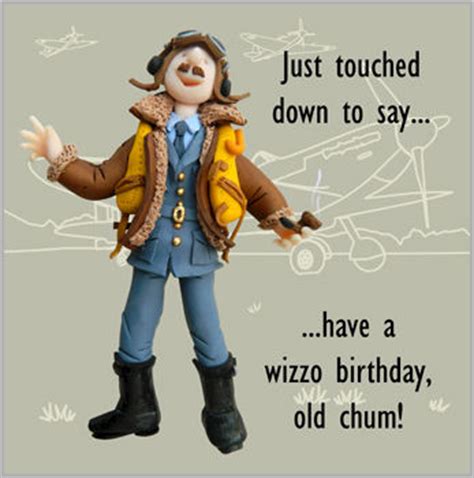 Just touched
down to say...
...have a
wizzo birthday,
old chum!